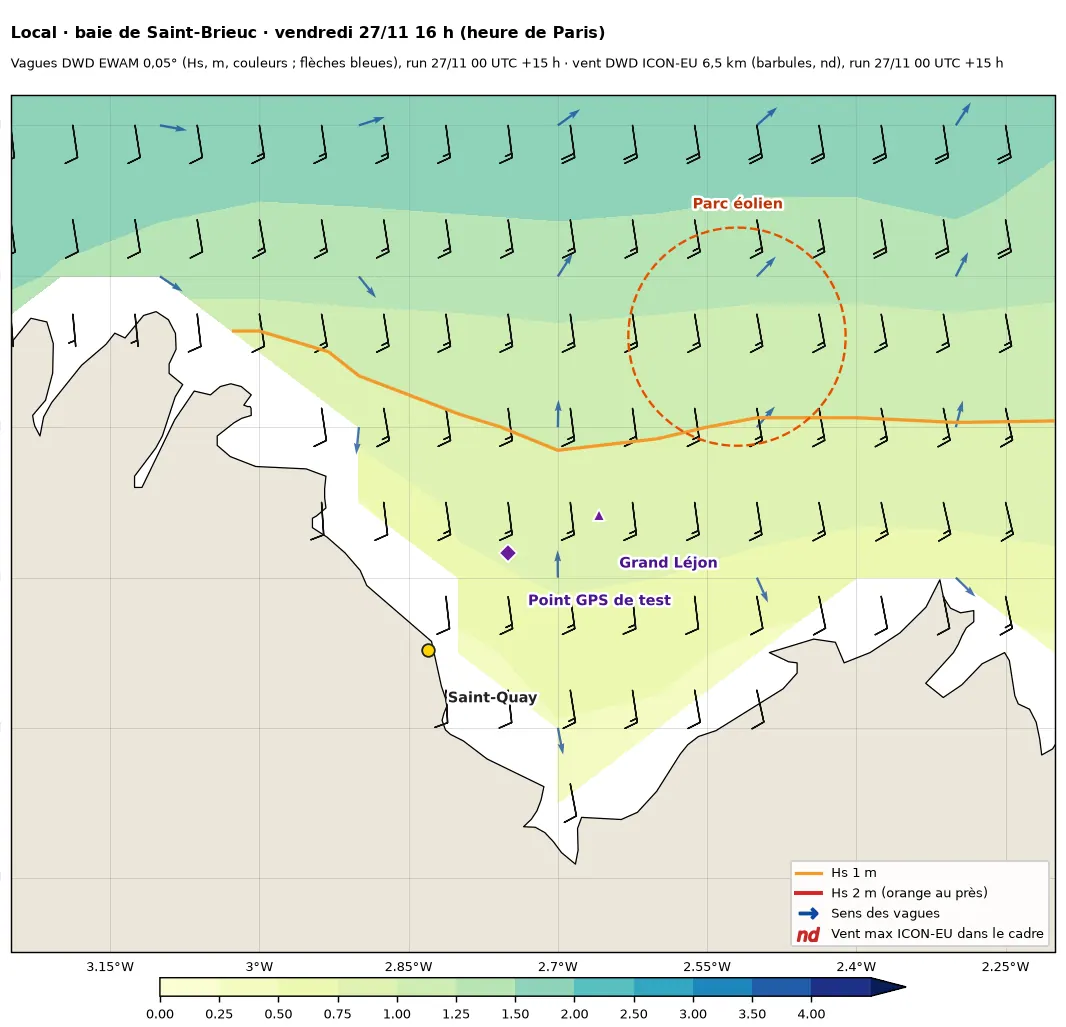 Local · baie de Saint-Brieuc · vendredi 27/11 16 h (heure de Paris)
Vagues DWD EWAM 0,05° (Hs, m, couleurs ; flèches bleues), run 27/11 00 UTC +15 h · vent DWD ICON-EU 6,5 km (barbules, nd), run 27/11 00 UTC +15 h
Parc éolien
Grand Léjon
Point GPS de test
Saint-Quay
Hs 1 m
Hs 2 m (orange au près)
Sens des vagues
nd Vent max ICON-EU dans le cadre
3.15°W 3°W 2.85°W 2.7°W 2.55°W 2.4°W 2.25°W
0.00 0.25 0.50 0.75 1.00 1.25 1.50 2.00 2.50 3.00 3.50 4.00